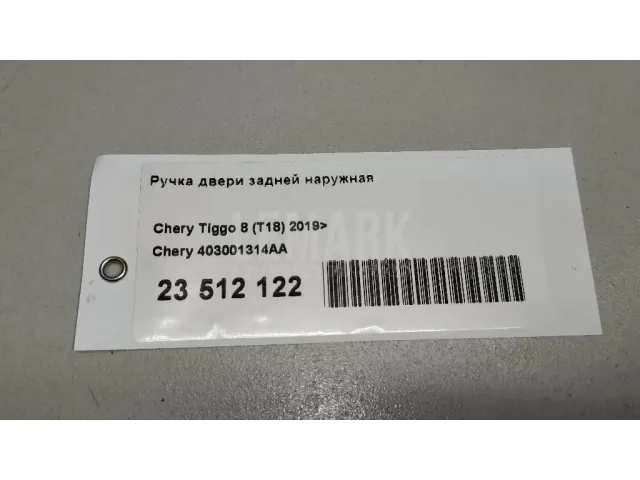 Ручка двери задней наружная
Chery Tiggo 8 (T18) 2019>
Chery 403001314AA
23 512 122